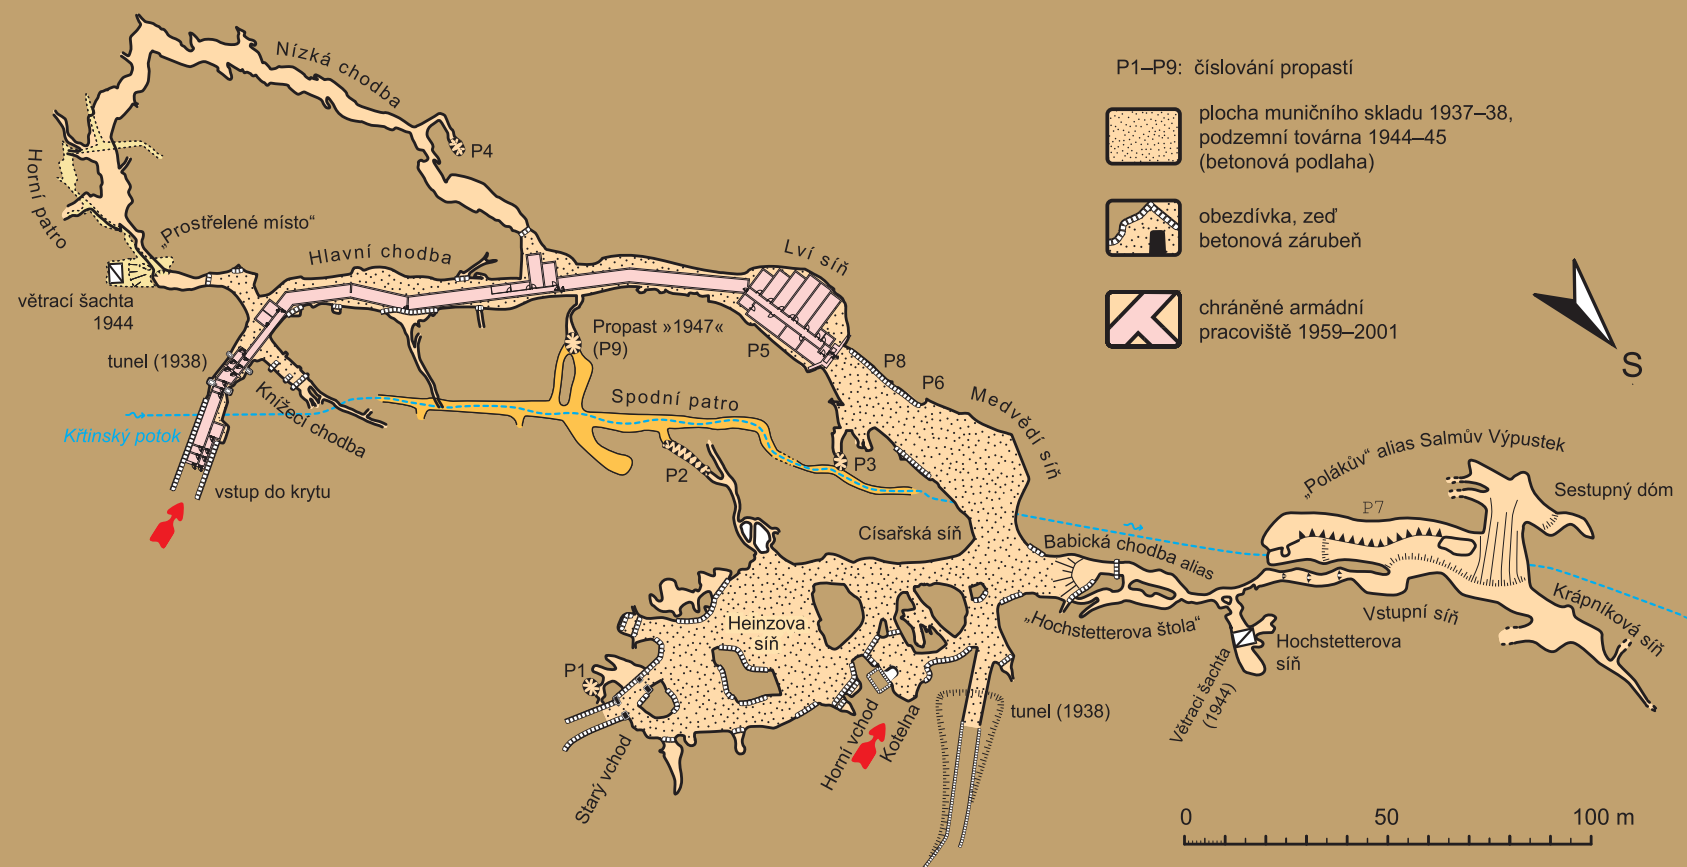 Nízká chodba
P4
Horní patro
„Prostřelené místo“
Hlavní chodba
Lví síň
větrací šachta
1944
tunel (1938)
Knížecí chodba
Křtinský potok
vstup do krytu
Propast »1947«
(P9)
P5
P8
P6
Medvědí síň
Spodní patro
P2
P3
Císařská síň
Babická chodba alias
„Hochstetterova štola“
Heinzova
síň
P1
Starý vchod
Horní vchod
Kotelna
tunel (1938)
„Polákův“ alias Salmův Výpustek
P7
Sestupný dóm
Vstupní síň
Krápníková síň
Hochstetterova
síň
Větrací šachta
(1944)
P1–P9: číslování propastí
plocha muničního skladu 1937–38,
podzemní továrna 1944–45
(betonová podlaha)
obezdívka, zeď
betonová zárubeň
chráněné armádní
pracoviště 1959–2001
S
0 50 100 m